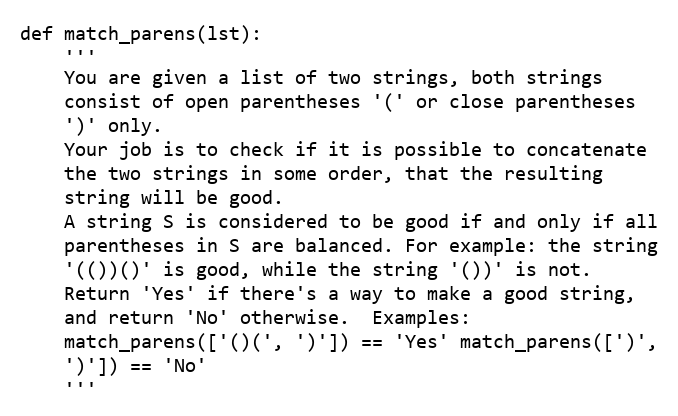 def match_parens(lst):
    '''
    You are given a list of two strings, both strings
    consist of open parentheses '(' or close parentheses
    ')' only.
    Your job is to check if it is possible to concatenate
    the two strings in some order, that the resulting
    string will be good.
    A string S is considered to be good if and only if all
    parentheses in S are balanced. For example: the string
    '(())()' is good, while the string '())' is not.
    Return 'Yes' if there's a way to make a good string,
    and return 'No' otherwise.  Examples:
    match_parens(['()(', ')']) == 'Yes' match_parens([')',
    ')']) == 'No'
    '''